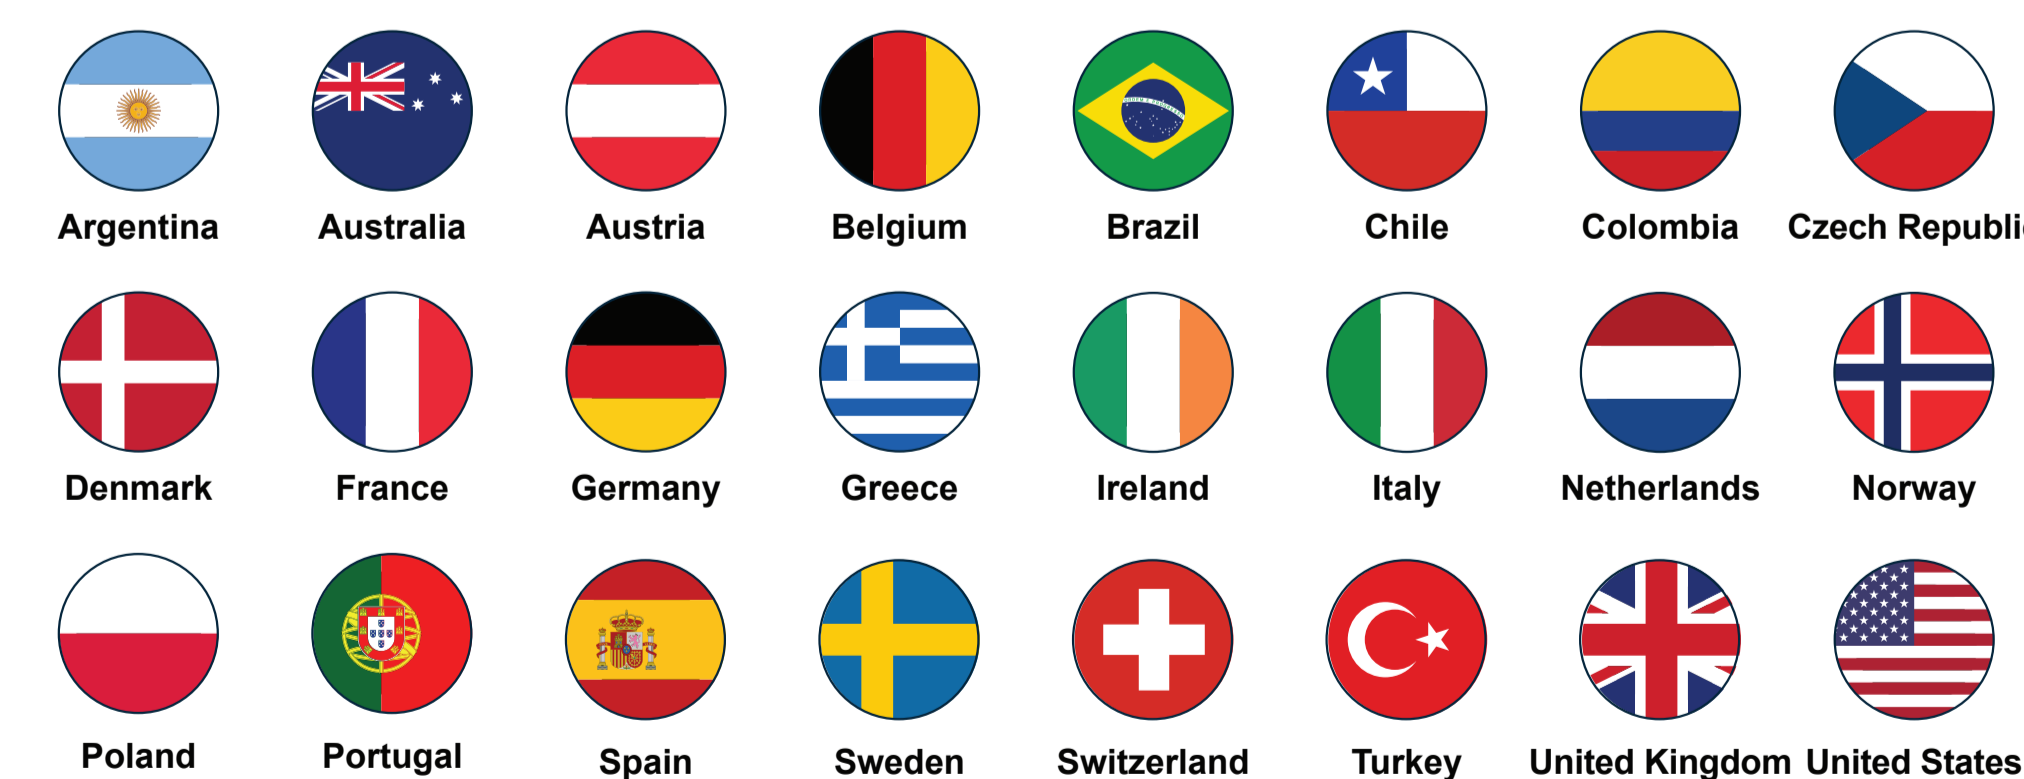 Argentina Australia Austria Belgium Brazil Chile Colombia Czech Republic
Denmark France Germany Greece Ireland Italy Netherlands Norway
Poland Portugal Spain Sweden Switzerland Turkey United Kingdom United States